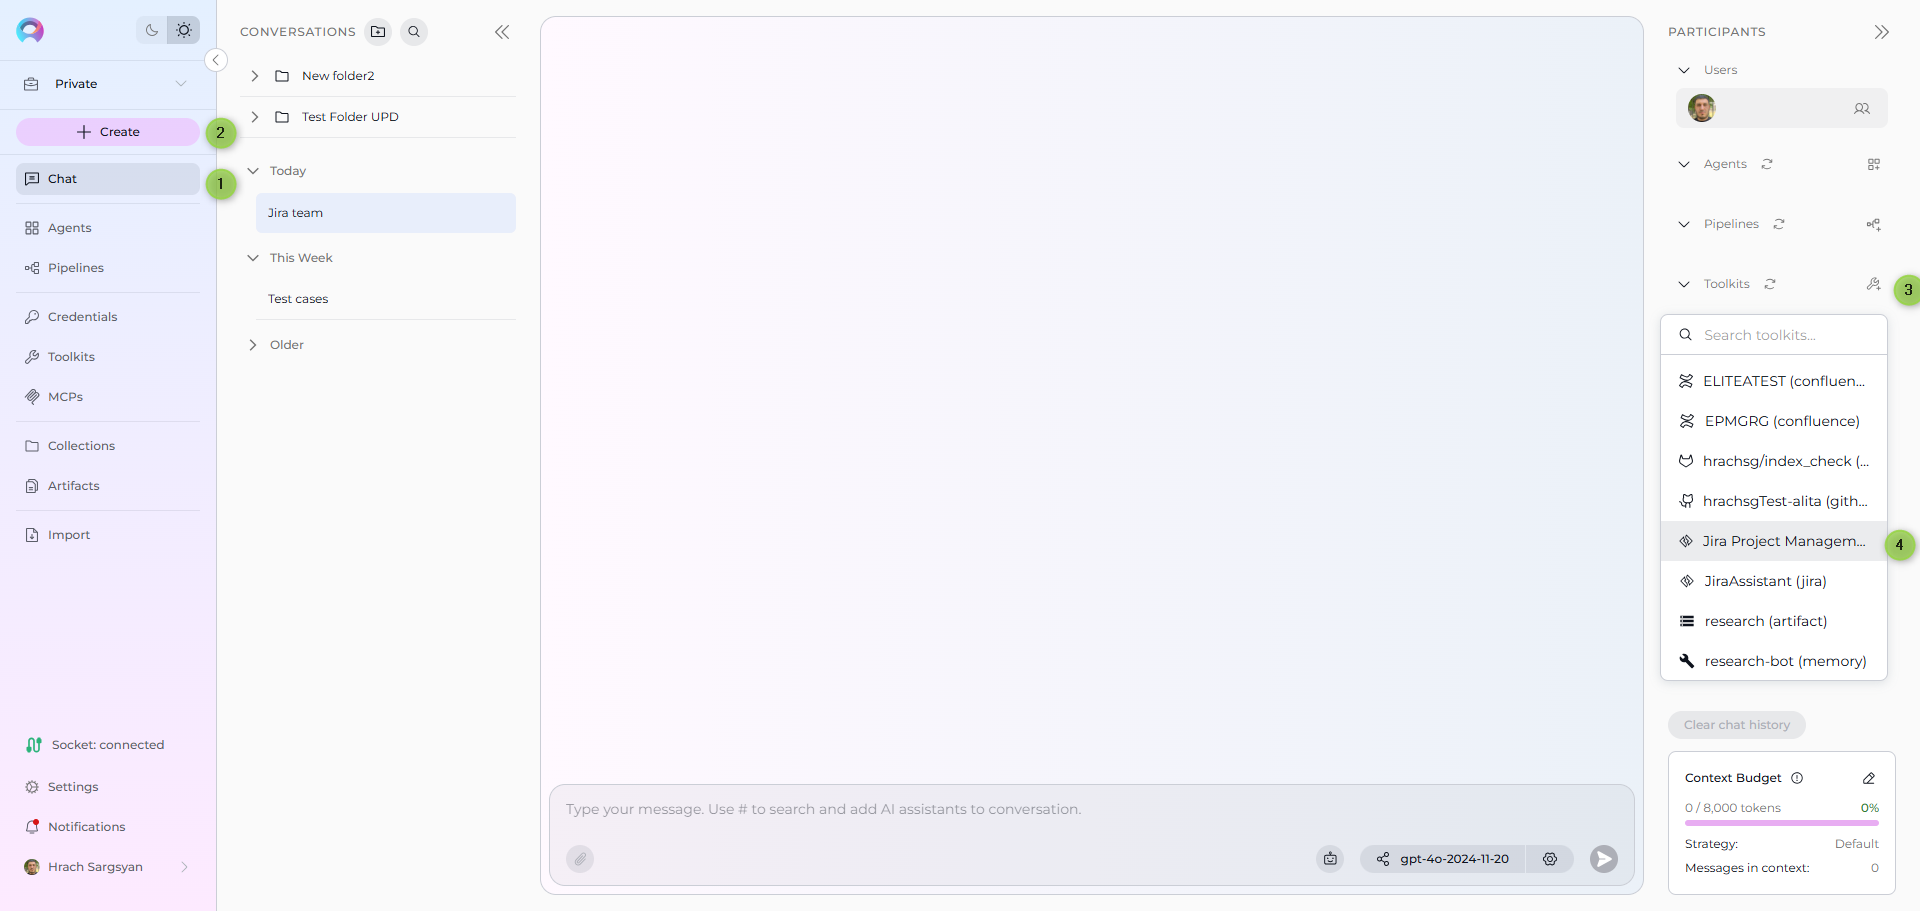 Private
Create
2
Chat
1
Agents
Pipelines
Credentials
Toolkits
MCPs
Collections
Artifacts
Import
Socket: connected
Settings
Notifications
Hrach Sargsyan
CONVERSATIONS
New folder2
Test Folder UPD
Today
Jira team
This Week
Test cases
Older
Type your message. Use # to search and add AI assistants to conversation.
gpt-4o-2024-11-20
PARTICIPANTS
Users
Agents
Pipelines
Toolkits
3
Search toolkits...
ELITEATEST (confluen...
EPMGRG (confluence)
hrachsg/index_check (...
hrachsgTest-alita (gith...
Jira Project Managem...
4
JiraAssistant (jira)
research (artifact)
research-bot (memory)
Clear chat history
Context Budget
0 / 8,000 tokens 0%
Strategy: Default
Messages in context: 0